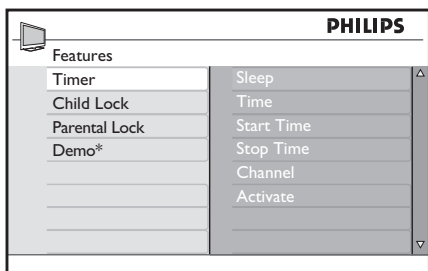 PHILIPS
Features
Timer
Child Lock
Parental Lock
Demo*
Sleep
Time
Start Time
Stop Time
Channel
Activate